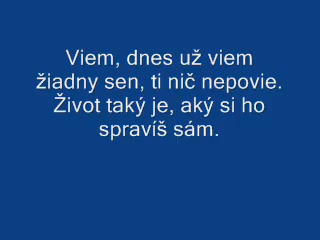 Viem, dnes už viem
žiadny sen, ti nič nepovie.
Život taký je, aký si ho
spravíš sám.